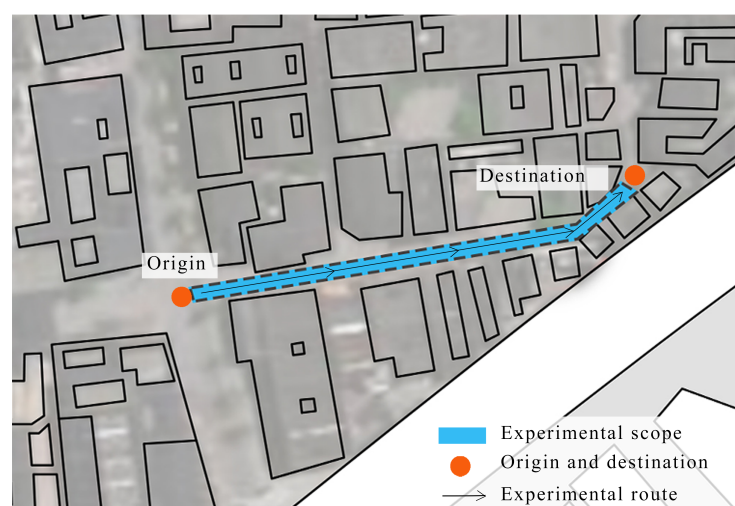 Destination
Origin
Experimental scope
Origin and destination
Experimental route